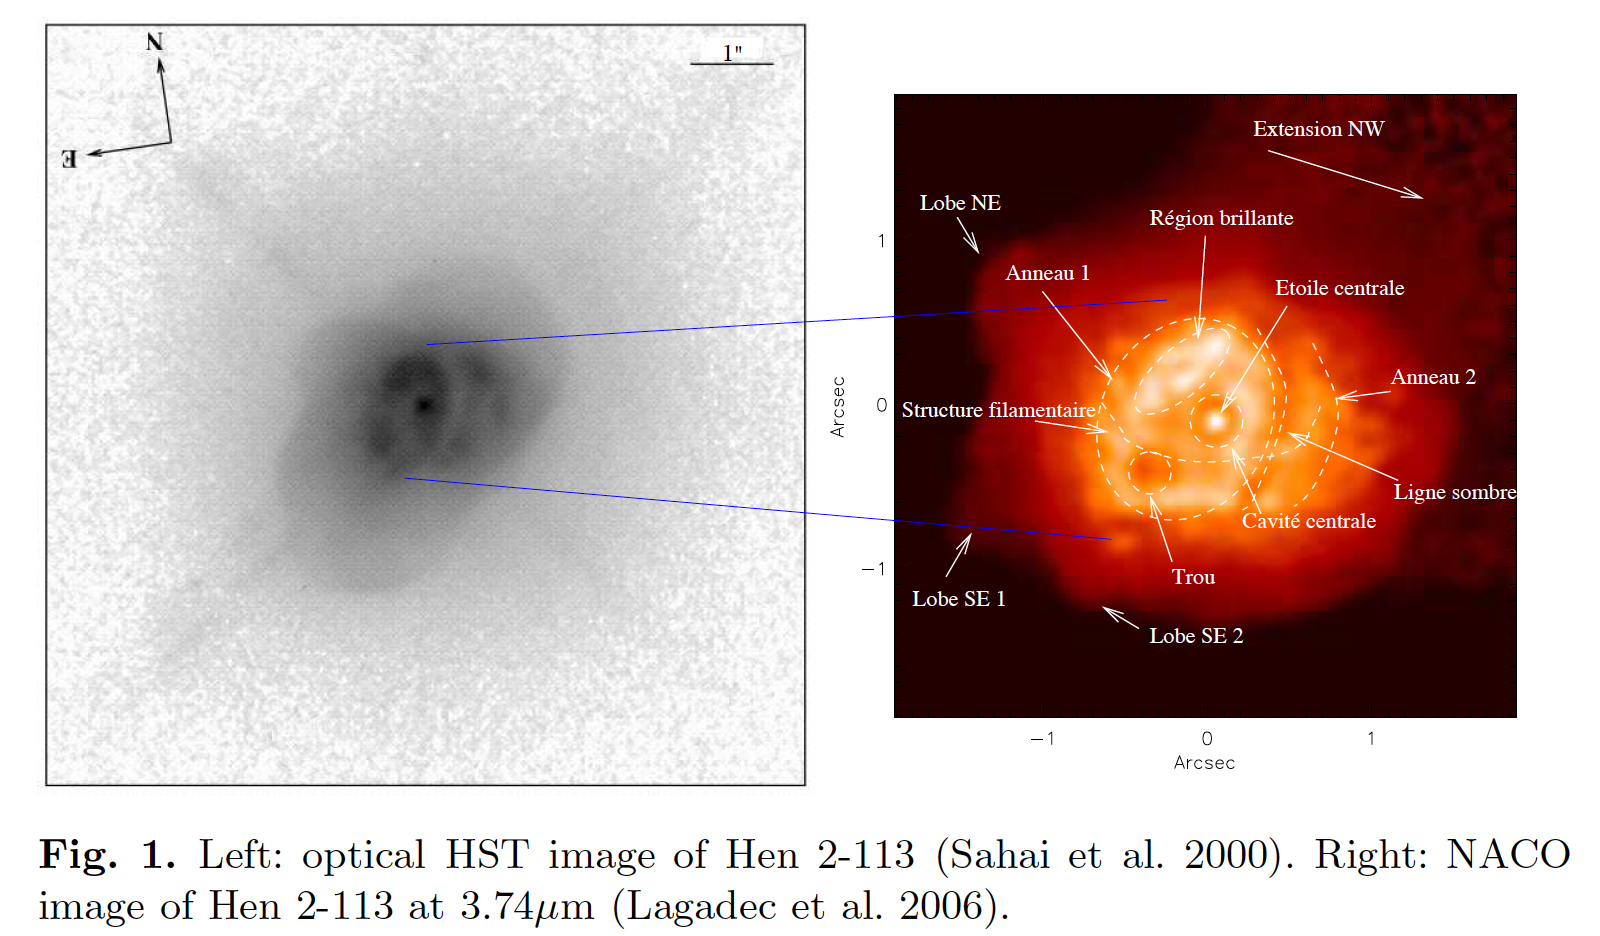 N
1"
E
Extension NW
Lobe NE
Région brillante
1
Anneau 1
Etoile centrale
Anneau 2
Arcsec
0
Structure filamentaire
Ligne sombre
Cavité centrale
−1
Trou
Lobe SE 1
Lobe SE 2
−1 0 1
Arcsec
Fig. 1. Left: optical HST image of Hen 2-113 (Sahai et al. 2000). Right: NACO
image of Hen 2-113 at 3.74μm (Lagadec et al. 2006).